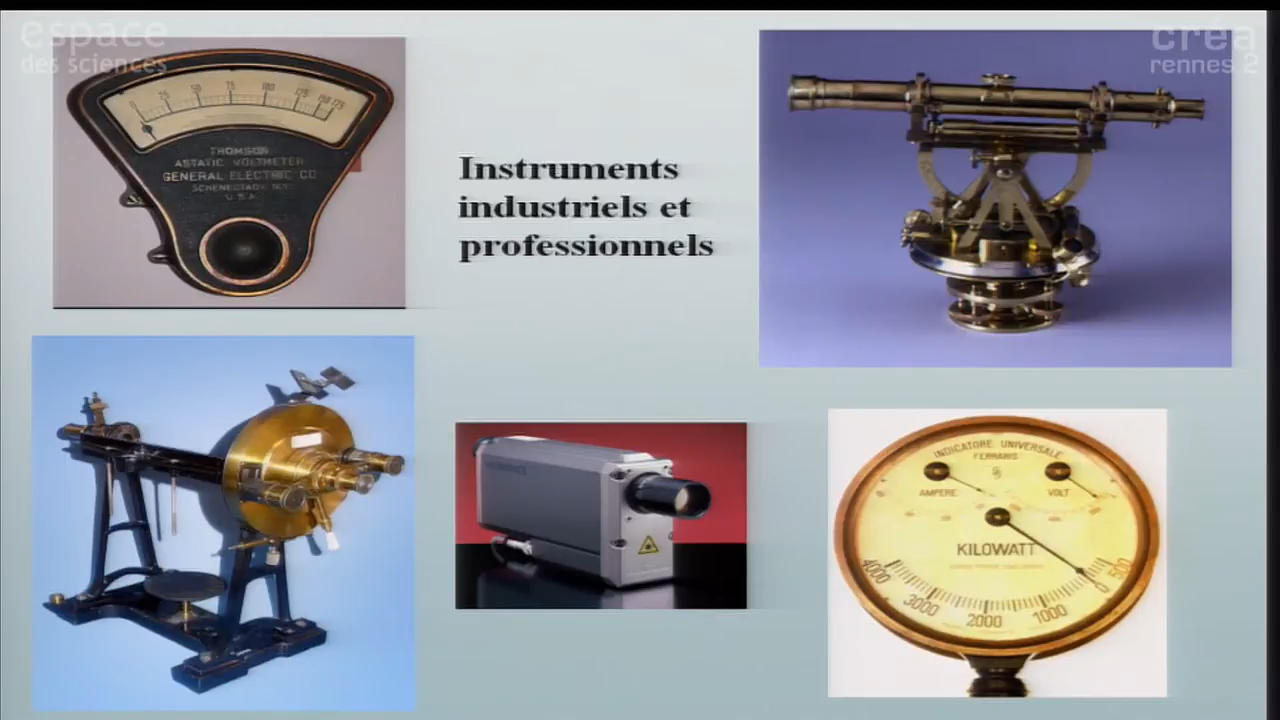 espace
des sciences
créa
rennes 2
0 25 50 75 100 125 150 175
THOMSON
ASTATIC VOLTMETER
GENERAL ELECTRIC CO
SCHENECTADY N.Y.
U.S.A.
Instruments
industriels et
professionnels
INDICATORE UNIVERSALE
FERRARIS
AMPERE
VOLT
KILOWATT
4000 3000 2000 1000 0 500